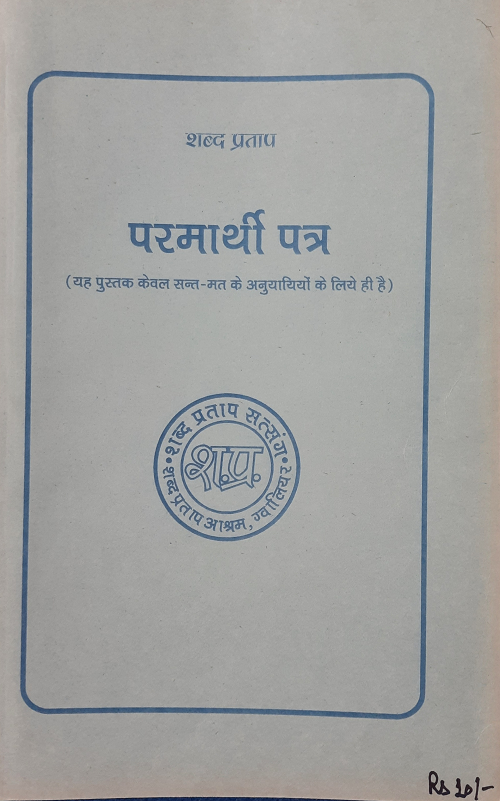 शब्द प्रताप
परमार्थी पत्र
(यह पुस्तक केवल सन्त-मत के अनुयायियों के लिये ही है)
शब्द प्रताप सत्संग
श.प्र.
शब्द प्रताप आश्रम, ग्वालियर
Rs 20/-